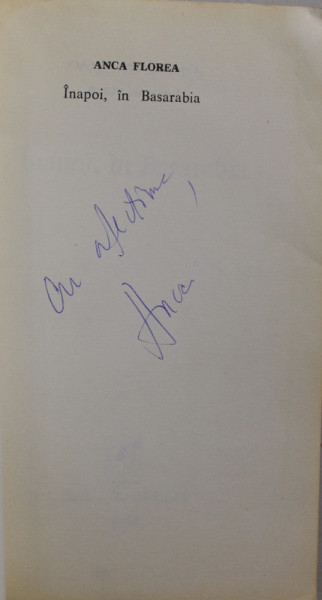 ANCA FLOREA
Înapoi, în Basarabia
Cu afecțiune,
Anca